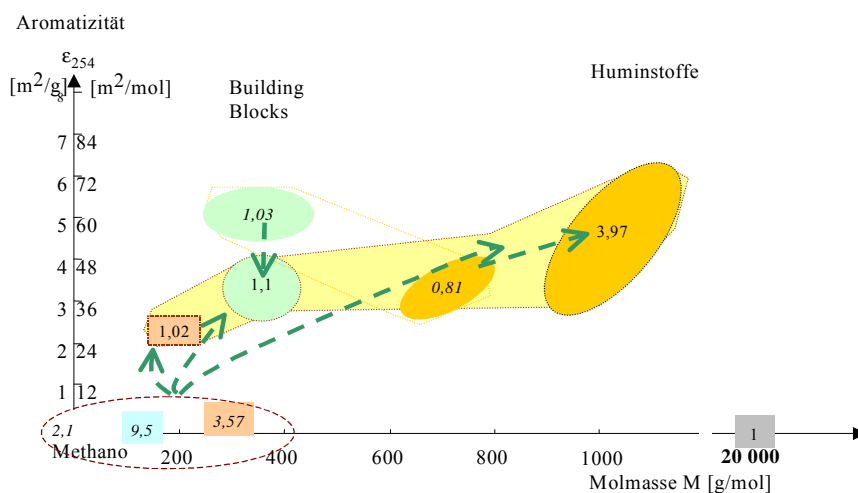 Aromatizität
ε254
[m2/g] [m2/mol]
8
Building
Blocks
Huminstoffe
7 84
6 72
5 60
4 48
3 36
2 24
1 12
1,03
1,1
3,97
0,81
1,02
2,1
9,5
3,57
1
Methano
200
400
600
800
1000
20 000
Molmasse M [g/mol]